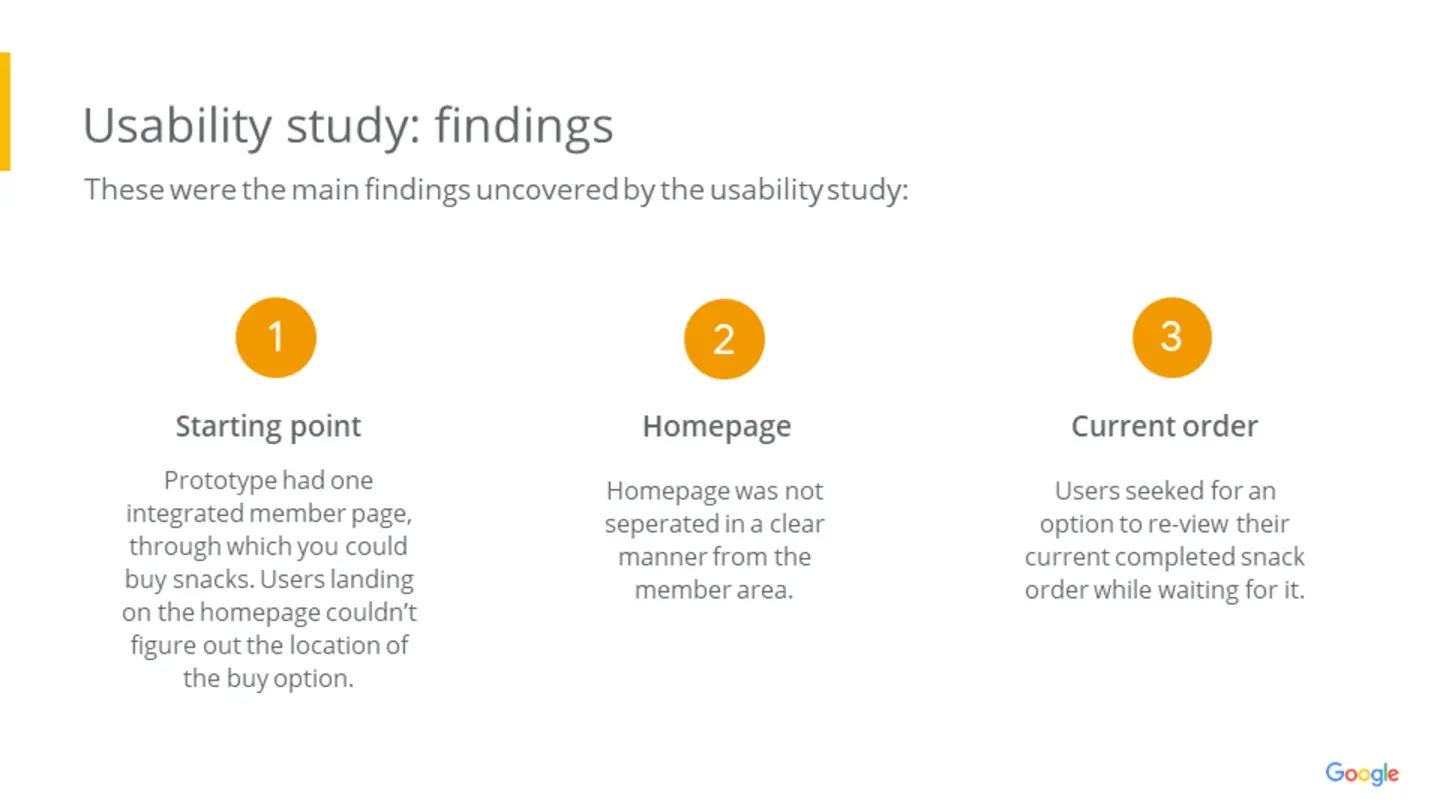 Usability study: findings
These were the main findings uncovered by the usability study:
1
Starting point
Prototype had one
integrated member page,
through which you could
buy snacks. Users landing
on the homepage couldn’t
figure out the location of
the buy option.
2
Homepage
Homepage was not
seperated in a clear
manner from the
member area.
3
Current order
Users seeked for an
option to re-view their
current completed snack
order while waiting for it.
Google